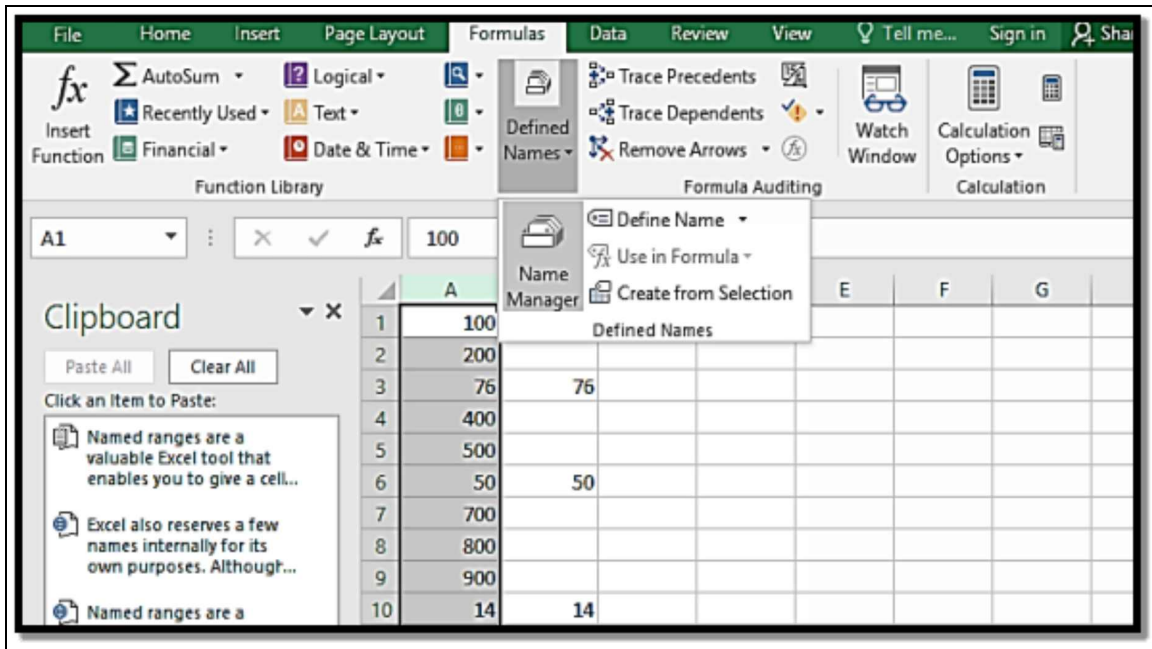 File Home Insert Page Layout Formulas Data Review View Tell me... Sign in
Insert Function
AutoSum
Recently Used
Financial
Logical
Text
Date & Time
Function Library
Defined Names
Trace Precedents
Trace Dependents
Remove Arrows
Formula Auditing
Watch Window
Calculation Options
Calculation
Name Manager
Define Name
Use in Formula
Create from Selection
Defined Names
A1 fx 100
Clipboard
Paste All Clear All
Click an Item to Paste:
Named ranges are a
valuable Excel tool that
enables you to give a cell...
Excel also reserves a few
names internally for its
own purposes. Although...
Named ranges are a
A E F G
1 100
2 200
3 76 76
4 400
5 500
6 50 50
7 700
8 800
9 900
10 14 14